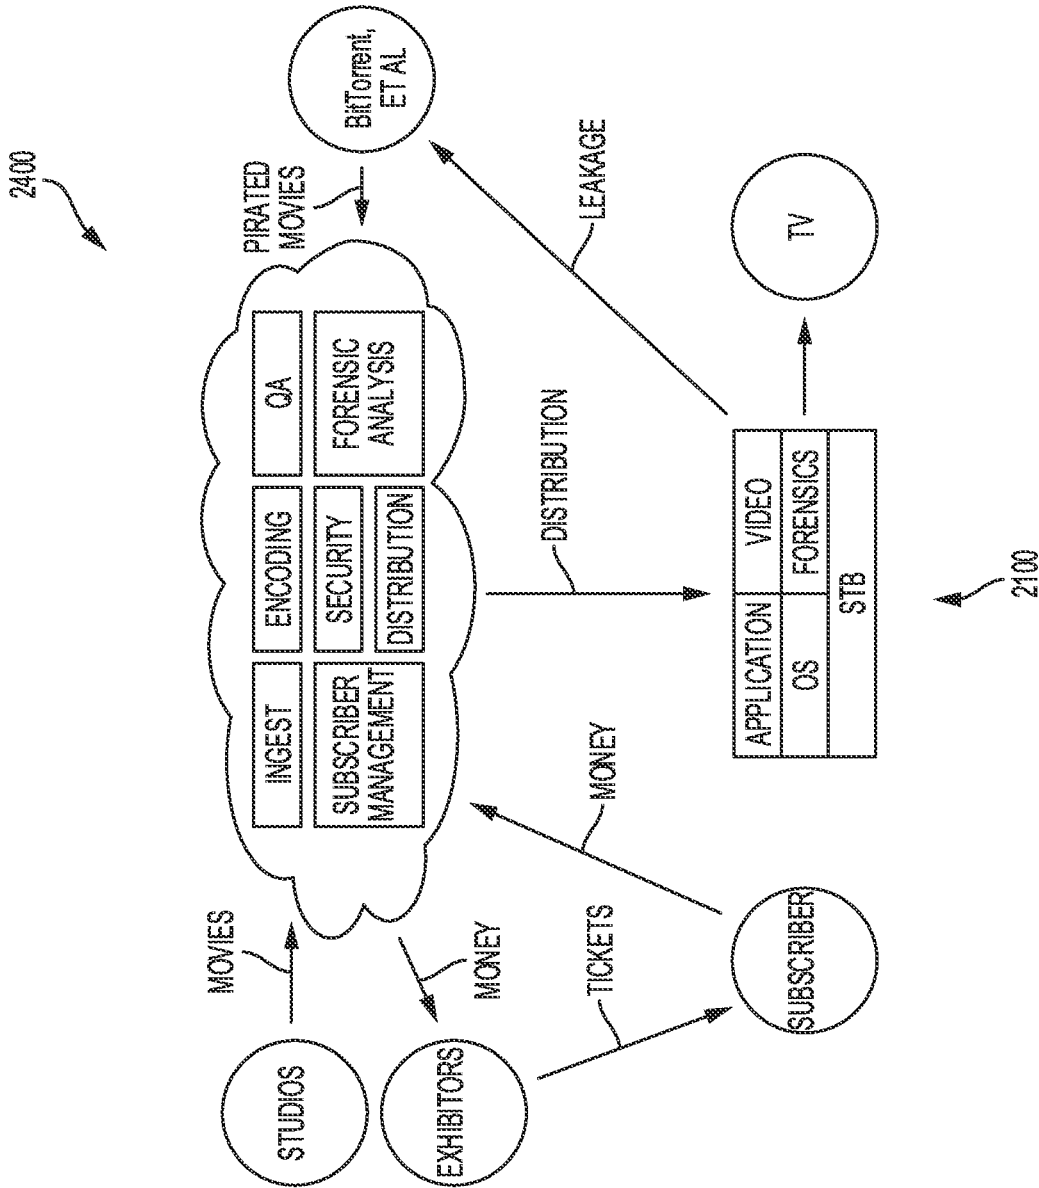 2400
STUDIOS
MOVIES
INGEST
ENCODING
QA
PIRATED
MOVIES
BitTorrent,
ET AL
EXHIBITORS
MONEY
SUBSCRIBER
MANAGEMENT
SECURITY
DISTRIBUTION
FORENSIC
ANALYSIS
TICKETS
MONEY
DISTRIBUTION
LEAKAGE
SUBSCRIBER
APPLICATION
VIDEO
OS
FORENSICS
STB
TV
2100